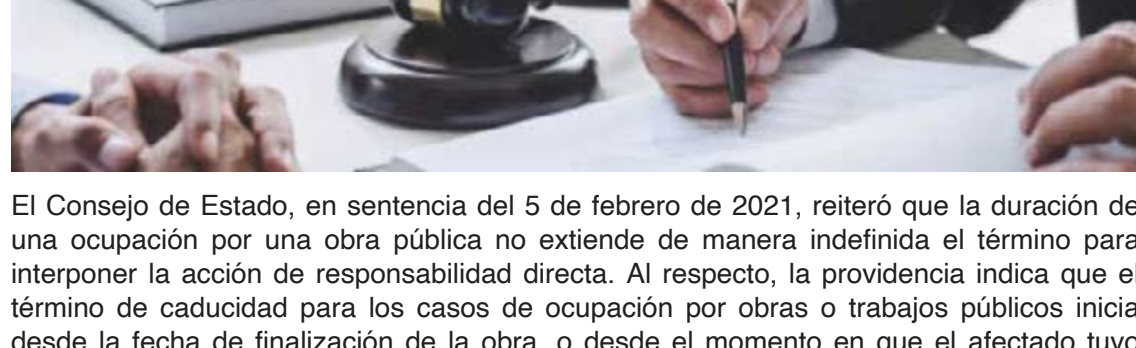 El Consejo de Estado, en sentencia del 5 de febrero de 2021, reiteró que la duración de
una ocupación por una obra pública no extiende de manera indefinida el término para
interponer la acción de responsabilidad directa. Al respecto, la providencia indica que el
término de caducidad para los casos de ocupación por obras o trabajos públicos inicia
desde la fecha de finalización de la obra, o desde el momento en que el afectado tuvo